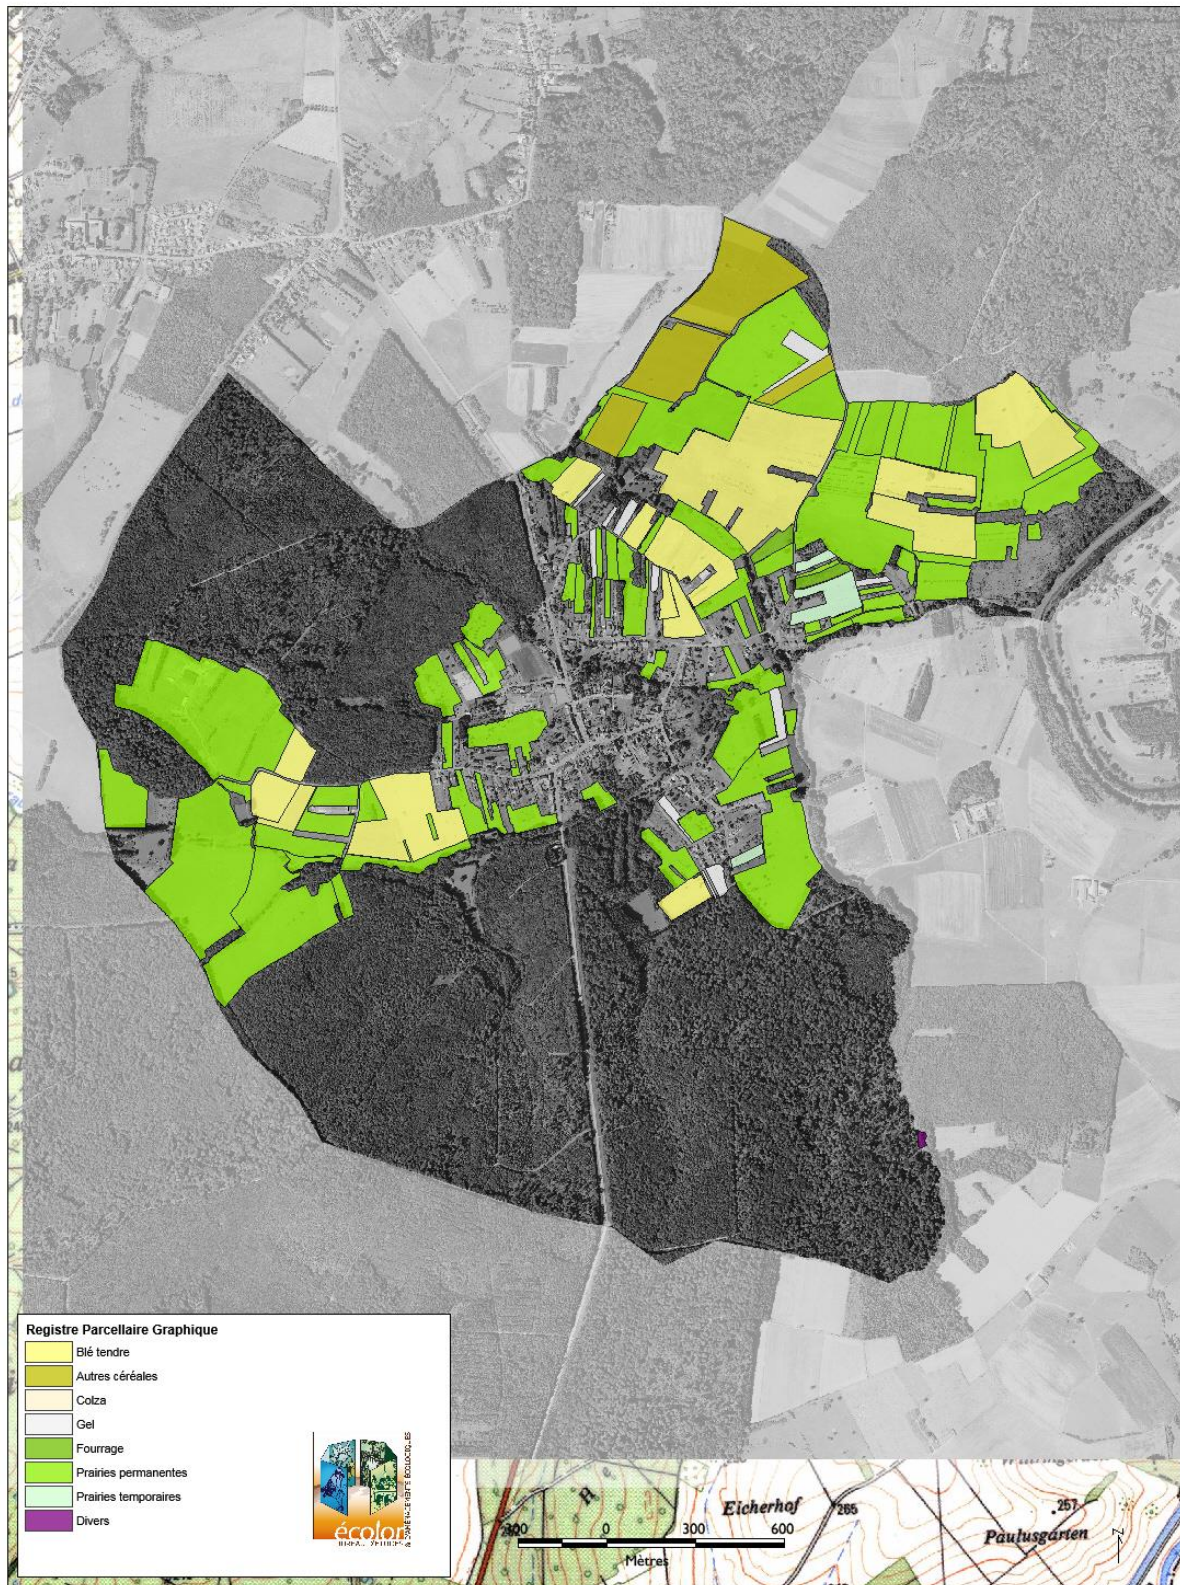 Registre Parcellaire Graphique
Blé tendre
Autres céréales
Colza
Gel
Fourrage
Prairies permanentes
Prairies temporaires
Divers
écolor
Eicherhof
265
257
Paulusgärten
H
300 0 300 600
Mètres
Z